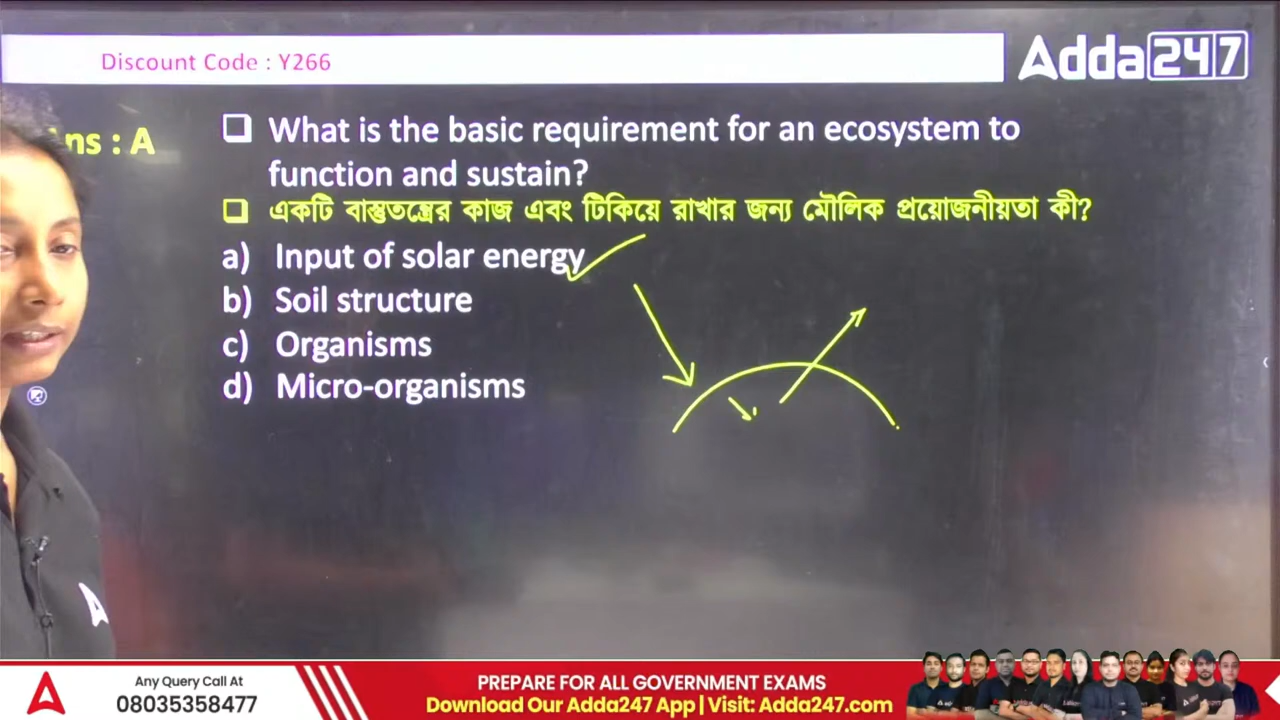 Discount Code : Y266
Adda247
ns : A
❑ What is the basic requirement for an ecosystem to
function and sustain?
❑ একটি বাস্তুতন্ত্রের কাজ এবং টিকিয়ে রাখার জন্য মৌলিক প্রয়োজনীয়তা কী?
a) Input of solar energy
b) Soil structure
c) Organisms
d) Micro-organisms
Any Query Call At
08035358477
PREPARE FOR ALL GOVERNMENT EXAMS
Download Our Adda247 App | Visit: Adda247.com